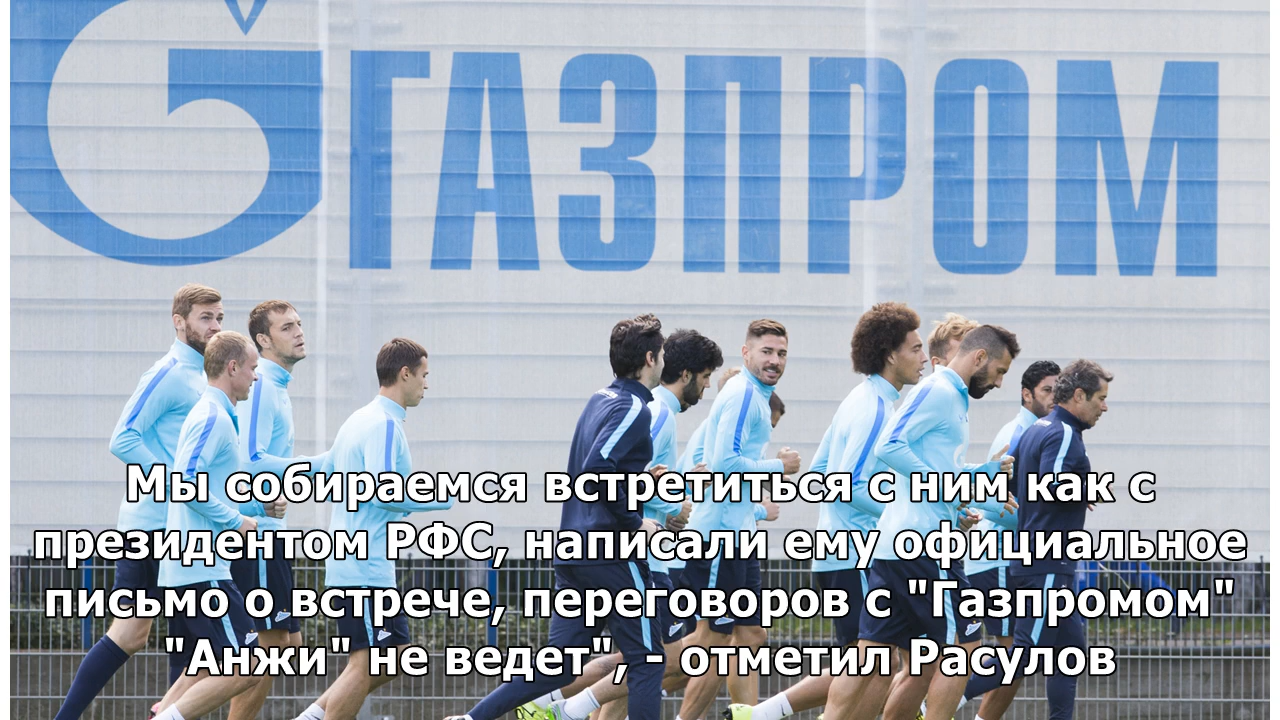 ГАЗПРОМ
Мы собираемся встретиться с ним как с
президентом РФС, написали ему официальное
письмо о встрече, переговоров с "Газпромом"
"Анжи" не ведет", - отметил Расулов